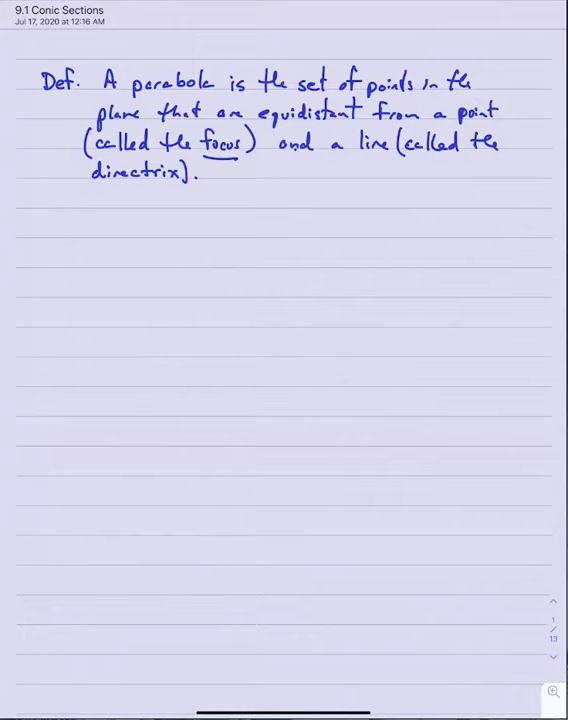 9.1 Conic Sections
Jul 17, 2020 at 12:16 AM
Def. A parabola is the set of points in the
plane that are equidistant from a point
(called the focus) and a line (called the
directrix).
1
/
13